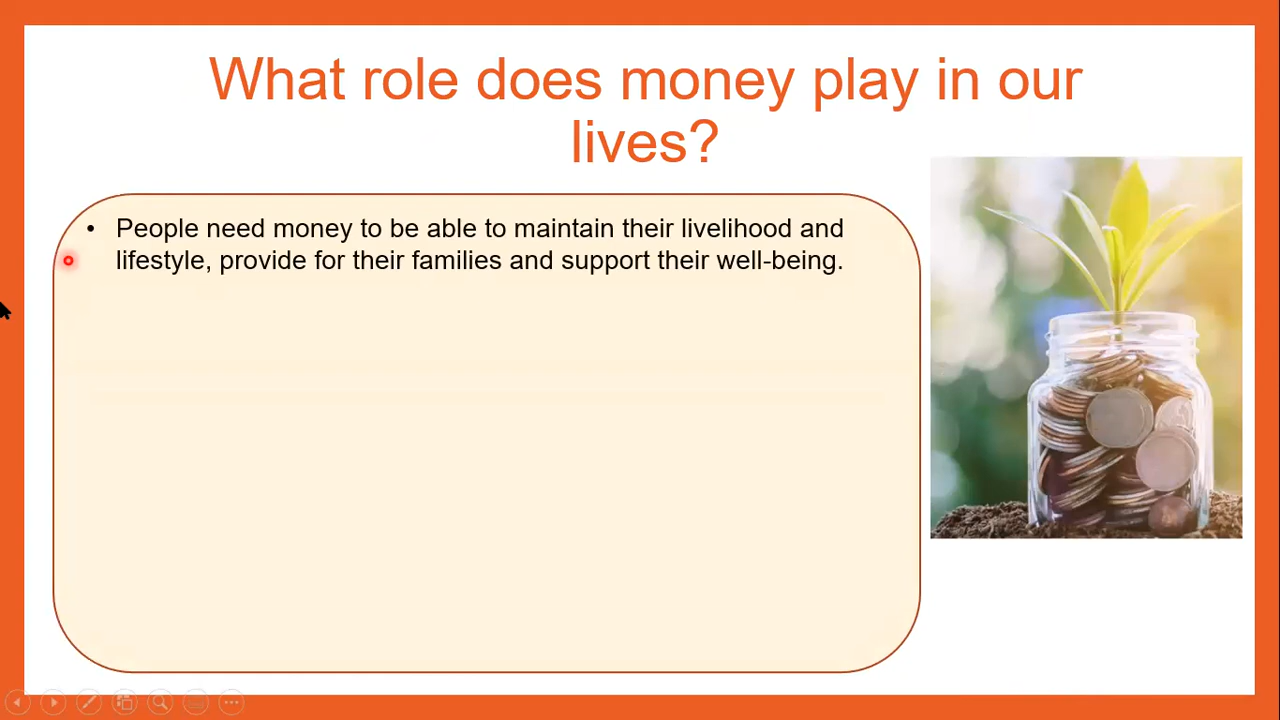 What role does money play in our
lives?
• People need money to be able to maintain their livelihood and
lifestyle, provide for their families and support their well-being.